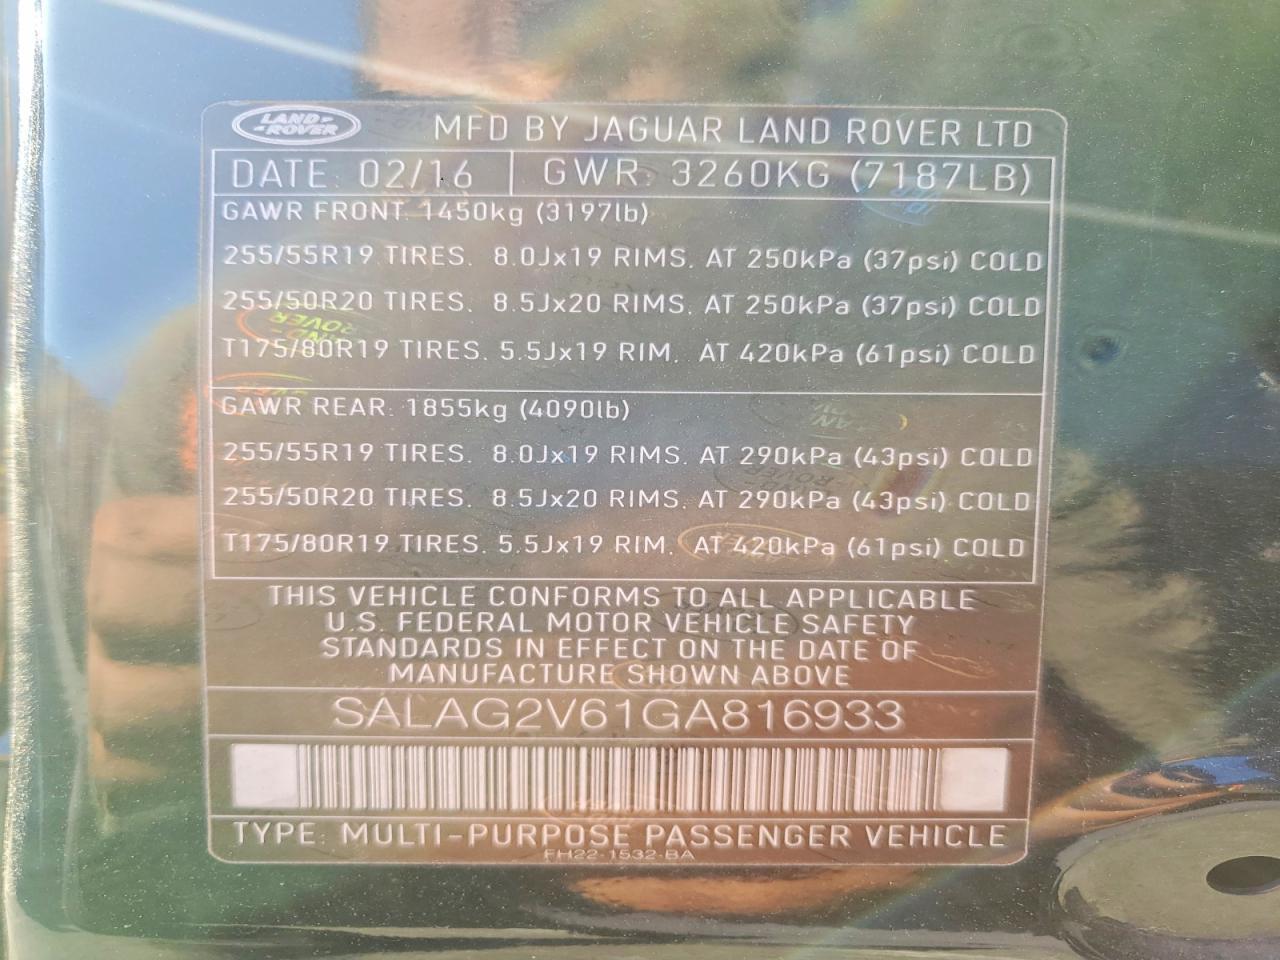 LAND ROVER
MFD BY JAGUAR LAND ROVER LTD
DATE: 02/16 GWR: 3260KG (7187LB)
GAWR FRONT. 1450kg (3197lb)
255/55R19 TIRES. 8.0Jx19 RIMS. AT 250kPa (37psi) COLD
255/50R20 TIRES. 8.5Jx20 RIMS. AT 250kPa (37psi) COLD
T175/80R19 TIRES. 5.5Jx19 RIM. AT 420kPa (61psi) COLD
GAWR REAR: 1855kg (4090lb)
255/55R19 TIRES. 8.0Jx19 RIMS. AT 290kPa (43psi) COLD
255/50R20 TIRES. 8.5Jx20 RIMS. AT 290kPa (43psi) COLD
T175/80R19 TIRES. 5.5Jx19 RIM. AT 420kPa (61psi) COLD
THIS VEHICLE CONFORMS TO ALL APPLICABLE
U.S. FEDERAL MOTOR VEHICLE SAFETY
STANDARDS IN EFFECT ON THE DATE OF
MANUFACTURE SHOWN ABOVE
SALAG2V61GA816933
TYPE: MULTI-PURPOSE PASSENGER VEHICLE
FH22-1532-BA